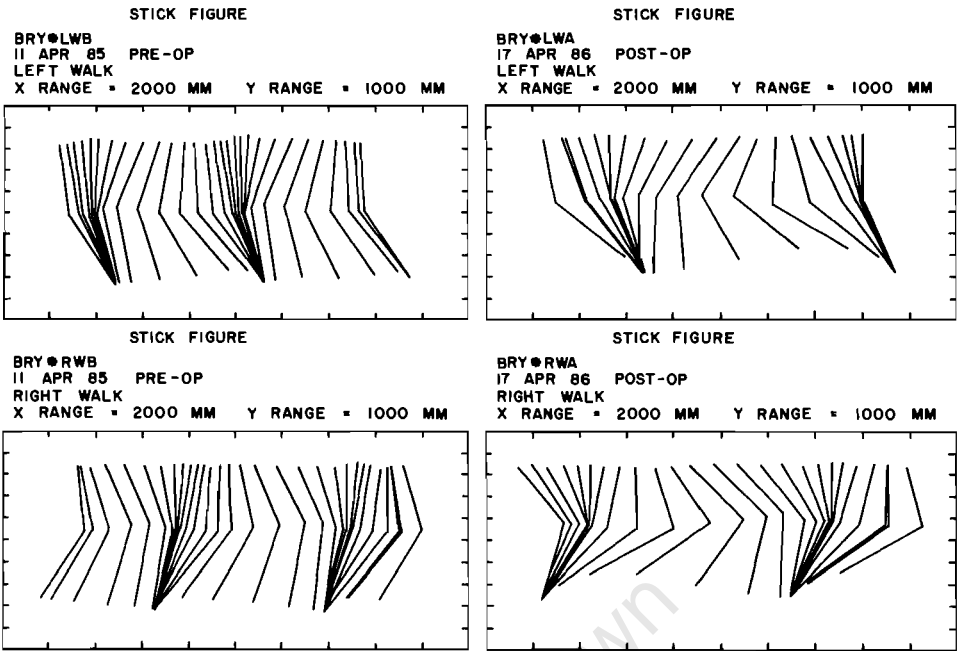 STICK FIGURE
BRY●LWB
11 APR 85 PRE-OP
LEFT WALK
X RANGE = 2000 MM Y RANGE = 1000 MM
STICK FIGURE
BRY●LWA
17 APR 86 POST-OP
LEFT WALK
X RANGE = 2000 MM Y RANGE = 1000 MM
STICK FIGURE
BRY●RWB
11 APR 85 PRE-OP
RIGHT WALK
X RANGE = 2000 MM Y RANGE = 1000 MM
STICK FIGURE
BRY●RWA
17 APR 86 POST-OP
RIGHT WALK
X RANGE = 2000 MM Y RANGE = 1000 MM
wn